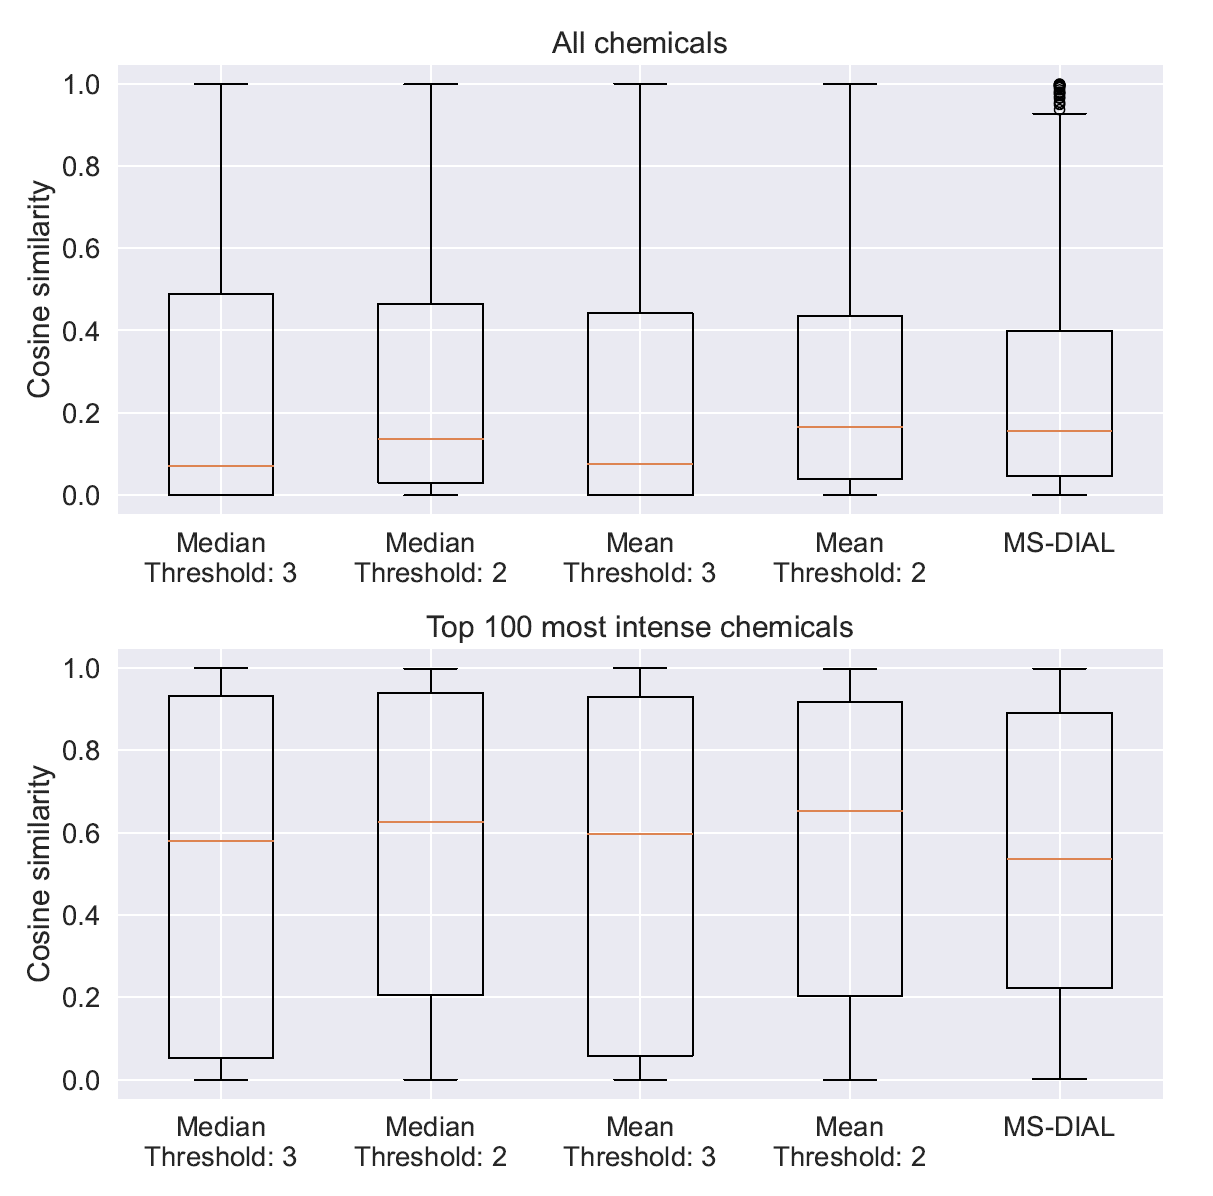 All chemicals
Cosine similarity
1.0
0.8
0.6
0.4
0.2
0.0
Median
Threshold: 3
Median
Threshold: 2
Mean
Threshold: 3
Mean
Threshold: 2
MS-DIAL
Top 100 most intense chemicals
Cosine similarity
1.0
0.8
0.6
0.4
0.2
0.0
Median
Threshold: 3
Median
Threshold: 2
Mean
Threshold: 3
Mean
Threshold: 2
MS-DIAL